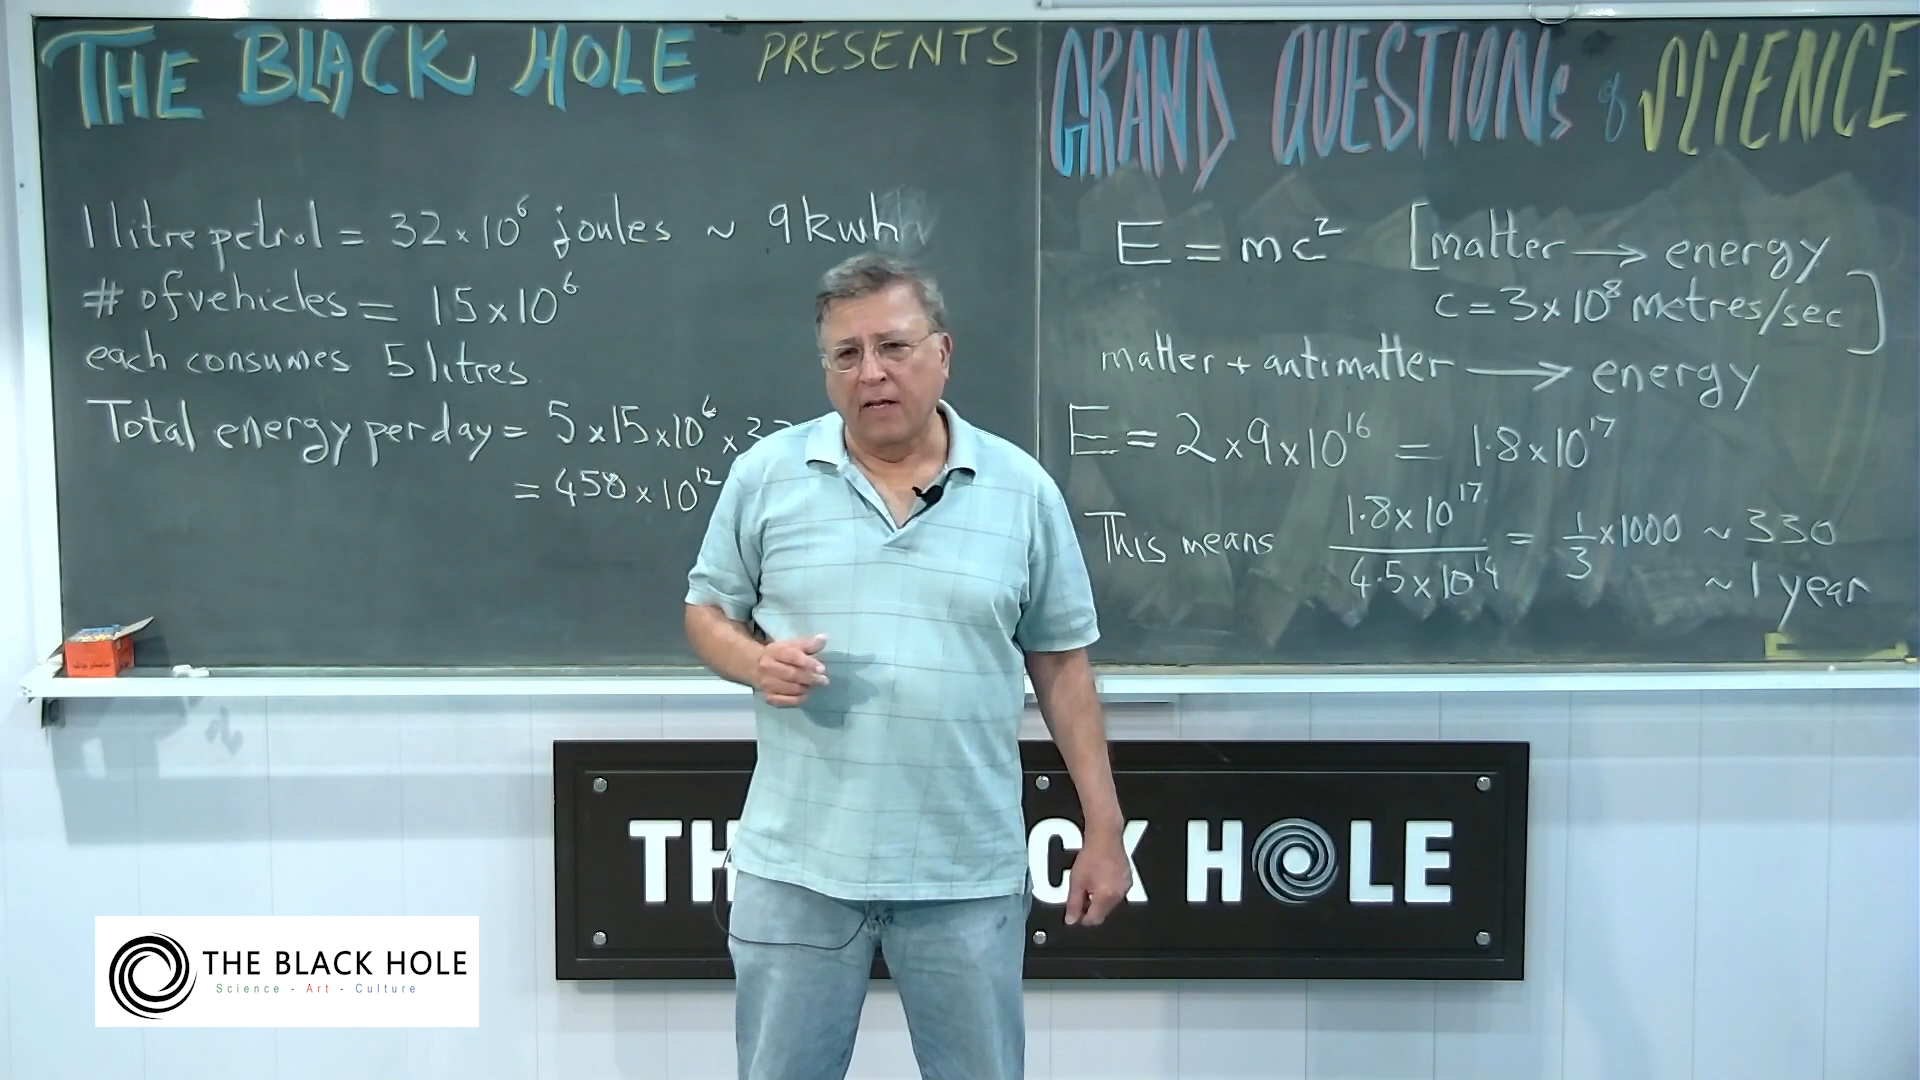 THE BLACK HOLE PRESENTS
GRAND QUESTIONs of SCIENCE
1 litre petrol = 32 × 10⁶ joules ~ 9 kwh
# of vehicles = 15 × 10⁶
each consumes 5 litres
Total energy per day = 5 × 15 × 10⁶ × 3
= 450 × 10¹²
E = mc² [matter → energy
c = 3 × 10⁸ metres/sec]
matter + antimatter → energy
E = 2 × 9 × 10¹⁶ = 1.8 × 10¹⁷
This means 1.8 × 10¹⁷ / 4.5 × 10¹⁴ = 1/3 × 1000 ~ 330
~ 1 year
TH CK HOLE
THE BLACK HOLE
Science - Art - Culture